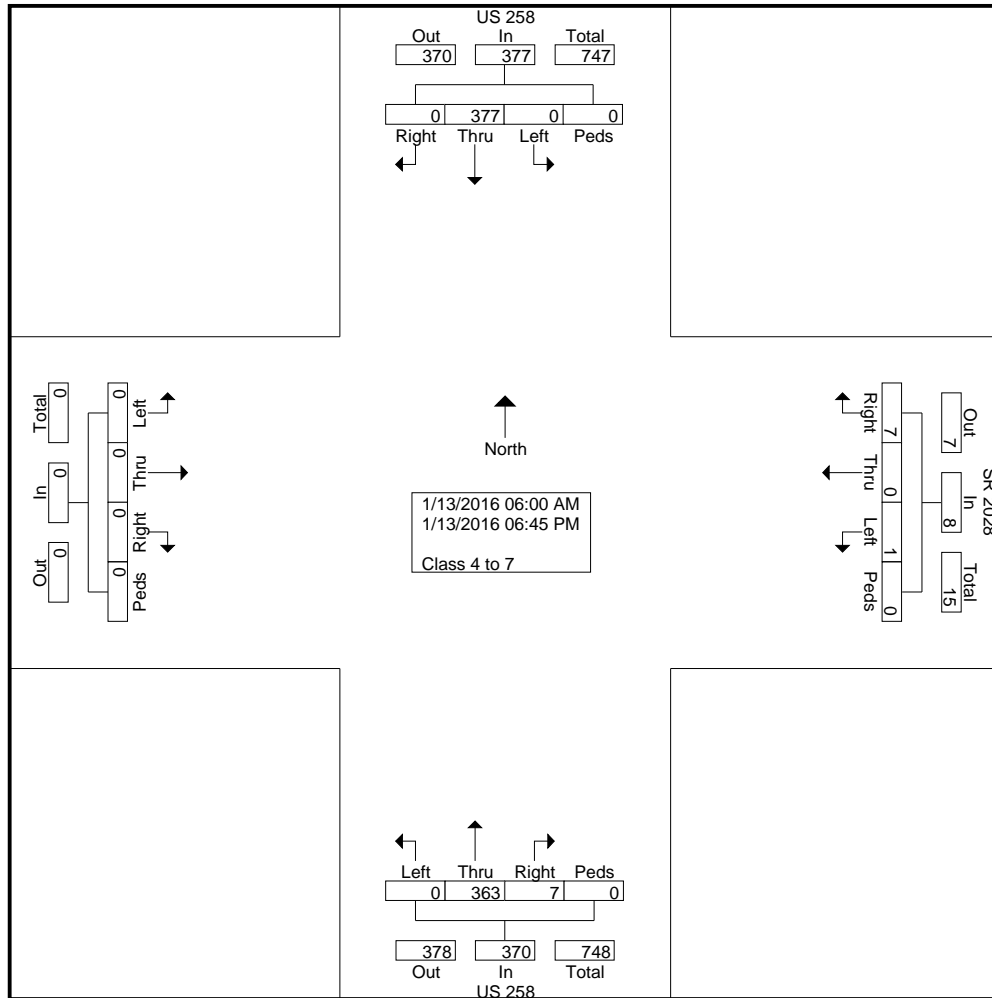 US 258
Out In Total
370 377 747
0 377 0 0
Right Thru Left Peds
Total In Out
0 0 0
0 0 0 0
Left Thru Right Peds
North
1/13/2016 06:00 AM
1/13/2016 06:45 PM
Class 4 to 7
Right Thru Left Peds
7 0 1 0
Out In Total
7 8 15
SR 2028
Left Thru Right Peds
0 363 7 0
378 370 748
Out In Total
US 258